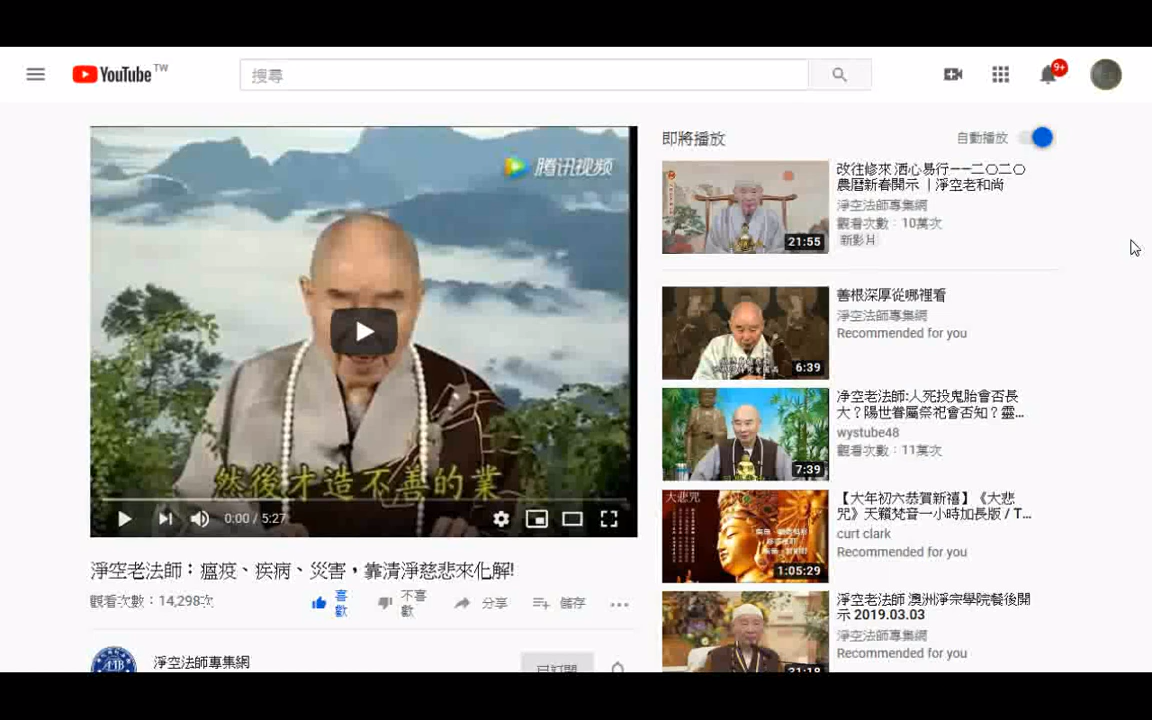 YouTube TW
搜尋
9+
腾讯视频
然後才造不善的業
0:00 / 5:27
淨空老法師：瘟疫、疾病、災害，靠清淨慈悲來化解!
觀看次數：14,298次
喜歡
不喜歡
分享
儲存
淨空法師專集網
已訂閱
即將播放
自動播放
21:55
改往修來 洒心易行——二〇二〇
農曆新春開示 ｜淨空老和尚
淨空法師專集網
觀看次數：10萬次
新影片
6:39
善根深厚從哪裡看
淨空法師專集網
Recommended for you
7:39
净空老法師:人死投鬼胎會否長
大？陽世眷屬祭祀會否知？靈...
wystube48
觀看次數：11萬次
大悲咒
1:05:29
【大年初六恭賀新禧】《大悲
咒》天籟梵音一小時加長版 / T...
curt clark
Recommended for you
31:18
淨空老法師 澳洲淨宗學院餐後開
示 2019.03.03
淨空法師專集網
Recommended for you